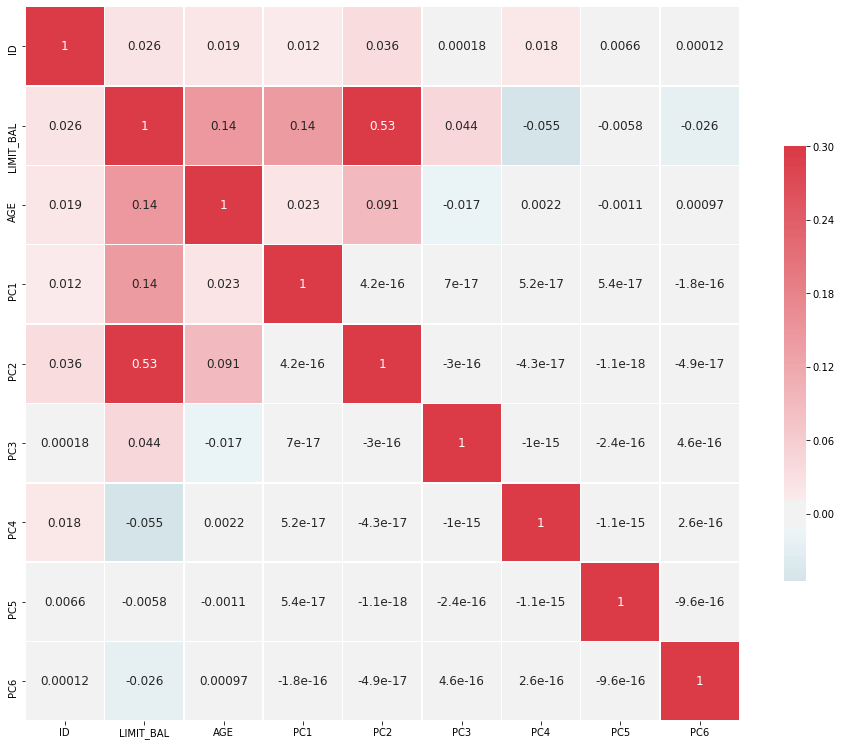 ID 1 0.026 0.019 0.012 0.036 0.00018 0.018 0.0066 0.00012
LIMIT_BAL 0.026 1 0.14 0.14 0.53 0.044 -0.055 -0.0058 -0.026
AGE 0.019 0.14 1 0.023 0.091 -0.017 0.0022 -0.0011 0.00097
PC1 0.012 0.14 0.023 1 4.2e-16 7e-17 5.2e-17 5.4e-17 -1.8e-16
PC2 0.036 0.53 0.091 4.2e-16 1 -3e-16 -4.3e-17 -1.1e-18 -4.9e-17
PC3 0.00018 0.044 -0.017 7e-17 -3e-16 1 -1e-15 -2.4e-16 4.6e-16
PC4 0.018 -0.055 0.0022 5.2e-17 -4.3e-17 -1e-15 1 -1.1e-15 2.6e-16
PC5 0.0066 -0.0058 -0.0011 5.4e-17 -1.1e-18 -2.4e-16 -1.1e-15 1 -9.6e-16
PC6 0.00012 -0.026 0.00097 -1.8e-16 -4.9e-17 4.6e-16 2.6e-16 -9.6e-16 1
ID LIMIT_BAL AGE PC1 PC2 PC3 PC4 PC5 PC6
0.30
0.24
0.18
0.12
0.06
0.00